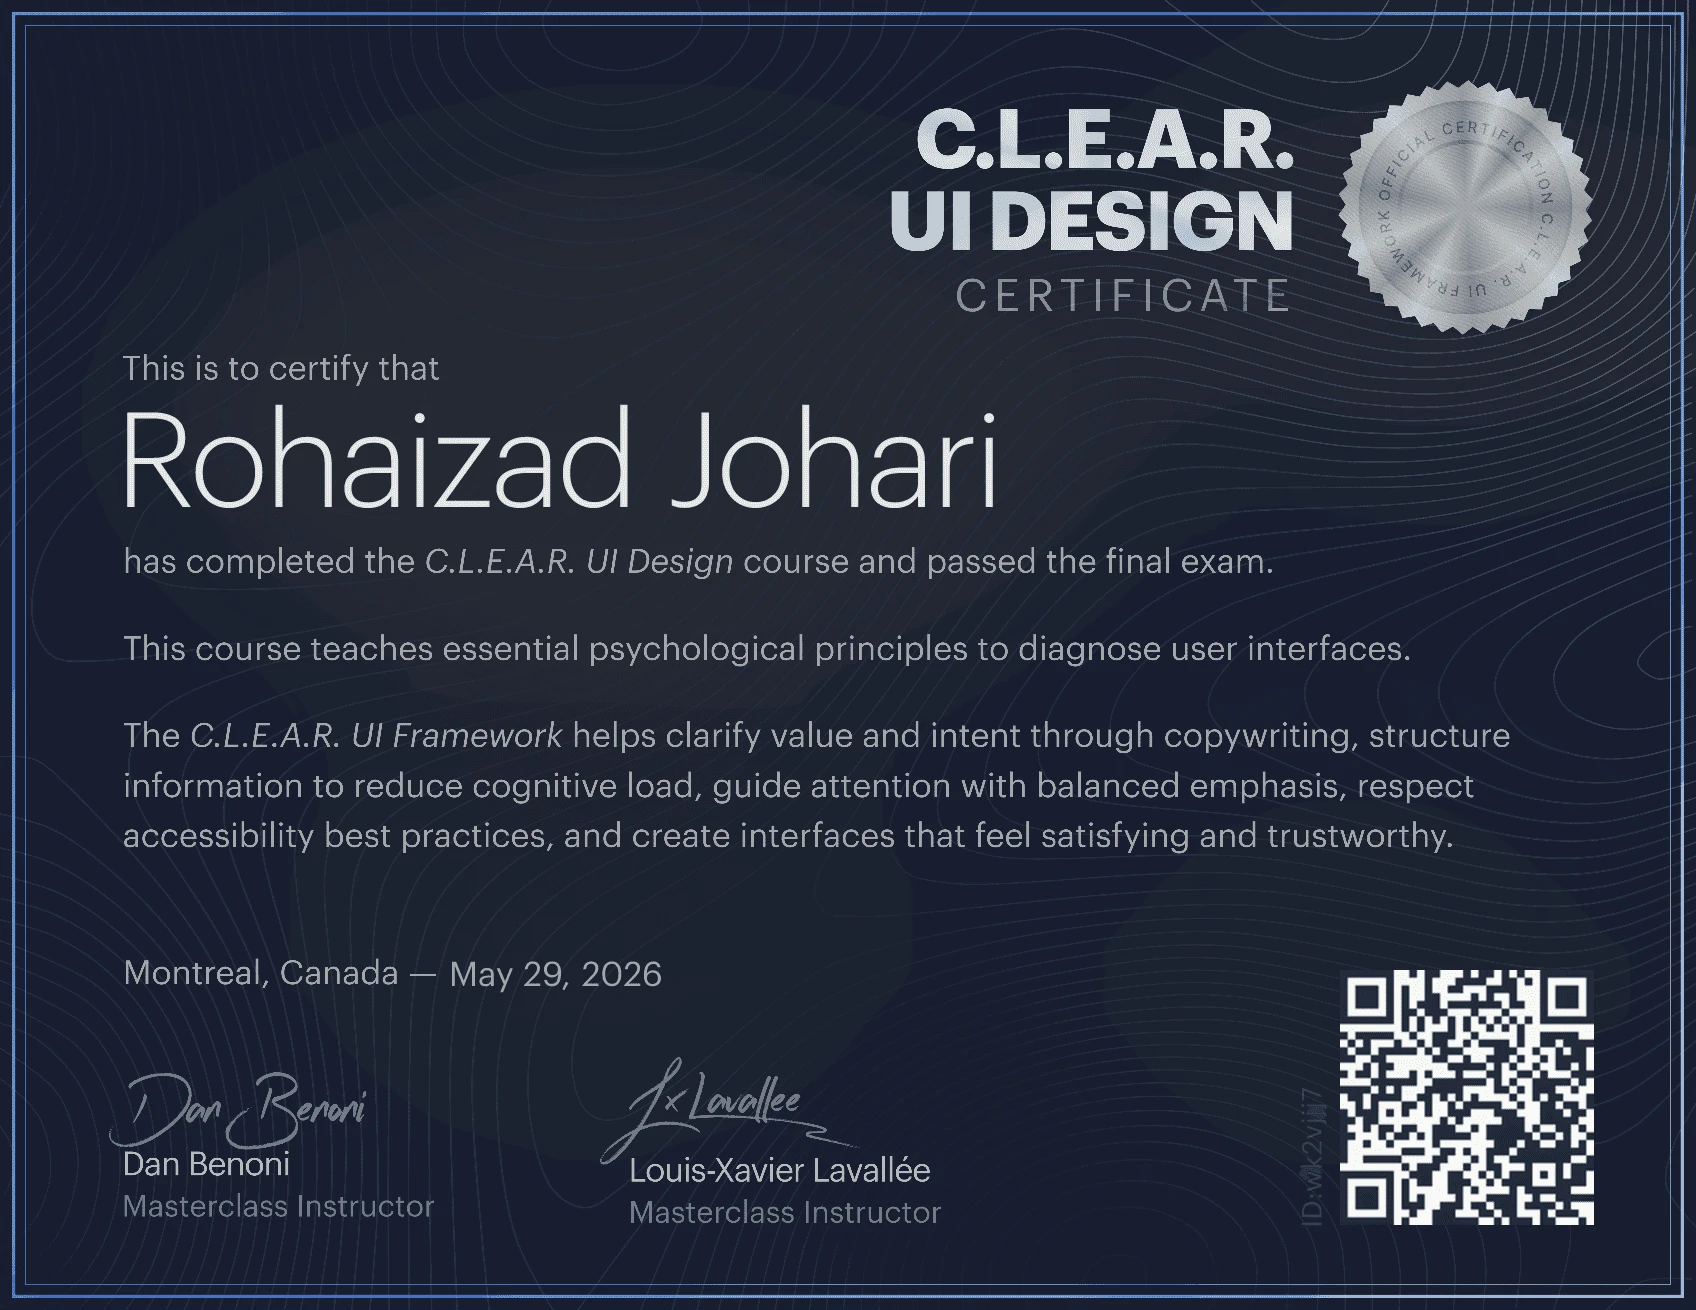 C.L.E.A.R.
UI DESIGN
CERTIFICATE
OFFICIAL CERTIFICATION C.L.E.A.R. UI FRAMEWORK
This is to certify that
Rohaizad Johari
has completed the C.L.E.A.R. UI Design course and passed the final exam.
This course teaches essential psychological principles to diagnose user interfaces.
The C.L.E.A.R. UI Framework helps clarify value and intent through copywriting, structure
information to reduce cognitive load, guide attention with balanced emphasis, respect
accessibility best practices, and create interfaces that feel satisfying and trustworthy.
Montreal, Canada — May 29, 2026
Dan Benoni
Dan Benoni
Masterclass Instructor
Lx Lavallee
Louis-Xavier Lavallée
Masterclass Instructor